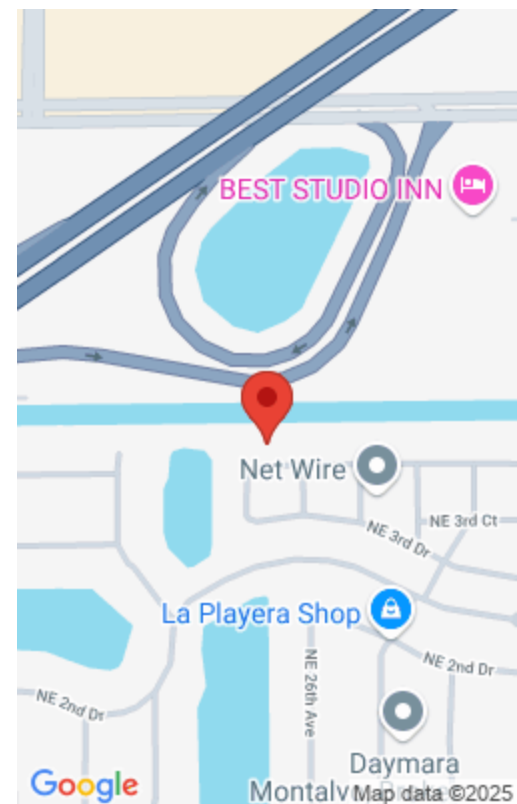 BEST STUDIO INN
Net Wire
NE 3rd Ct
NE 3rd Dr
La Playera Shop
NE 2nd Dr
NE 26th Ave
NE 2nd Dr
Daymara
Google
Map data ©2025